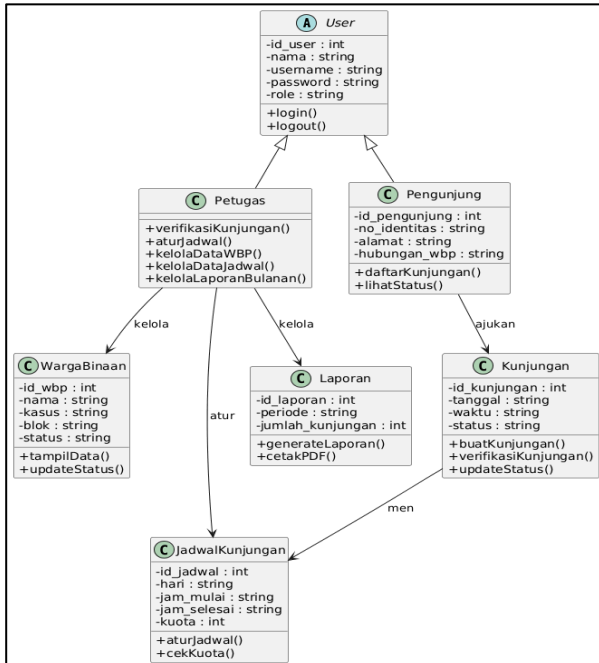 A User
-id_user : int
-nama : string
-username : string
-password : string
-role : string
+login()
+logout()
C Petugas
+verifikasiKunjungan()
+aturJadwal()
+kelolaDataWBP()
+kelolaDataJadwal()
+kelolaLaporanBulanan()
C Pengunjung
-id_pengunjung : int
-no_identitas : string
-alamat : string
-hubungan_wbp : string
+daftarKunjungan()
+lihatStatus()
kelola
kelola
ajukan
C WargaBinaan
-id_wbp : int
-nama : string
-kasus : string
-blok : string
-status : string
+tampilData()
+updateStatus()
atur
C Laporan
-id_laporan : int
-periode : string
-jumlah_kunjungan : int
+generateLaporan()
+cetakPDF()
C Kunjungan
-id_kunjungan : int
-tanggal : string
-waktu : string
-status : string
+buatKunjungan()
+verifikasiKunjungan()
+updateStatus()
men
C JadwalKunjungan
-id_jadwal : int
-hari : string
-jam_mulai : string
-jam_selesai : string
-kuota : int
+aturJadwal()
+cekKuota()